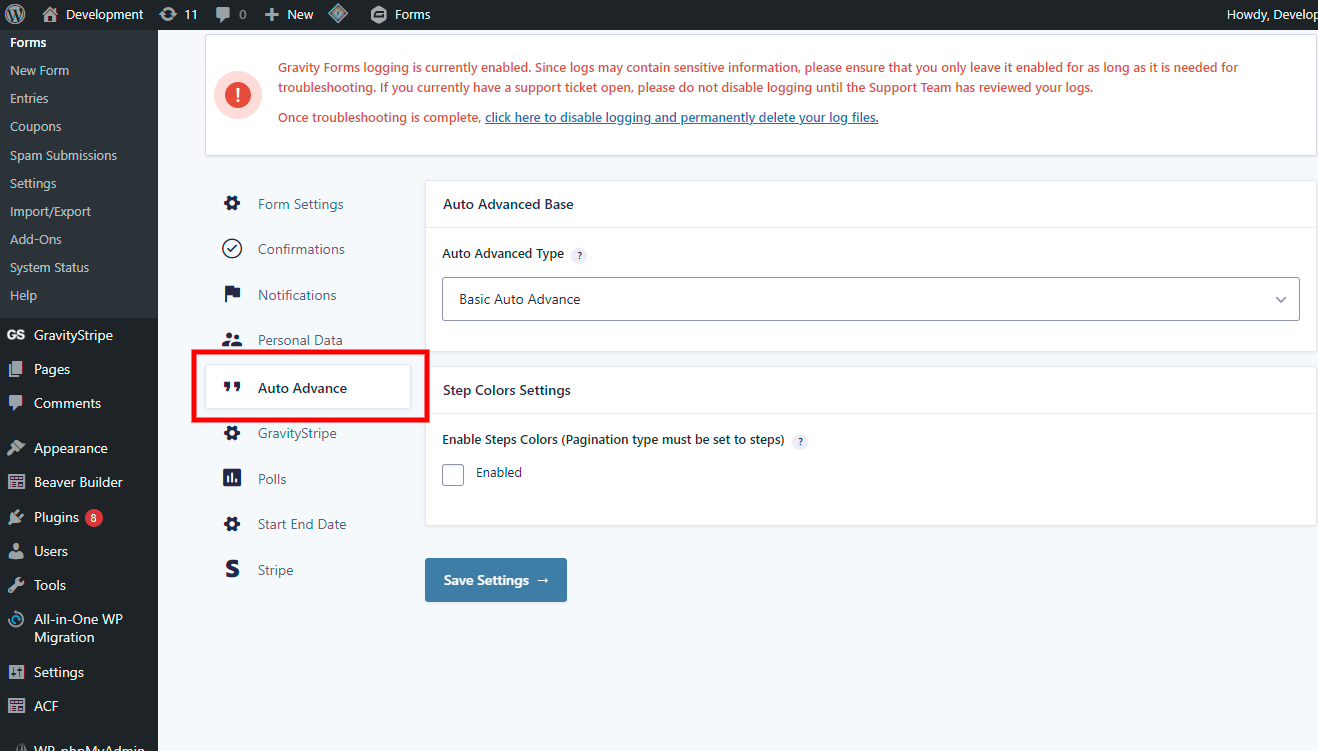 Development
11
0
New
Forms
Howdy, Develop
Forms
New Form
Entries
Coupons
Spam Submissions
Settings
Import/Export
Add-Ons
System Status
Help
GS GravityStripe
Pages
Comments
Appearance
Beaver Builder
Plugins 8
Users
Tools
All-in-One WP
Migration
Settings
ACF
WP phpMyAdmin
!
Gravity Forms logging is currently enabled. Since logs may contain sensitive information, please ensure that you only leave it enabled for as long as it is needed for
troubleshooting. If you currently have a support ticket open, please do not disable logging until the Support Team has reviewed your logs.
Once troubleshooting is complete, click here to disable logging and permanently delete your log files.
Form Settings
Confirmations
Notifications
Personal Data
Auto Advance
GravityStripe
Polls
Start End Date
S Stripe
Auto Advanced Base
Auto Advanced Type ?
Basic Auto Advance
Step Colors Settings
Enable Steps Colors (Pagination type must be set to steps) ?
Enabled
Save Settings →